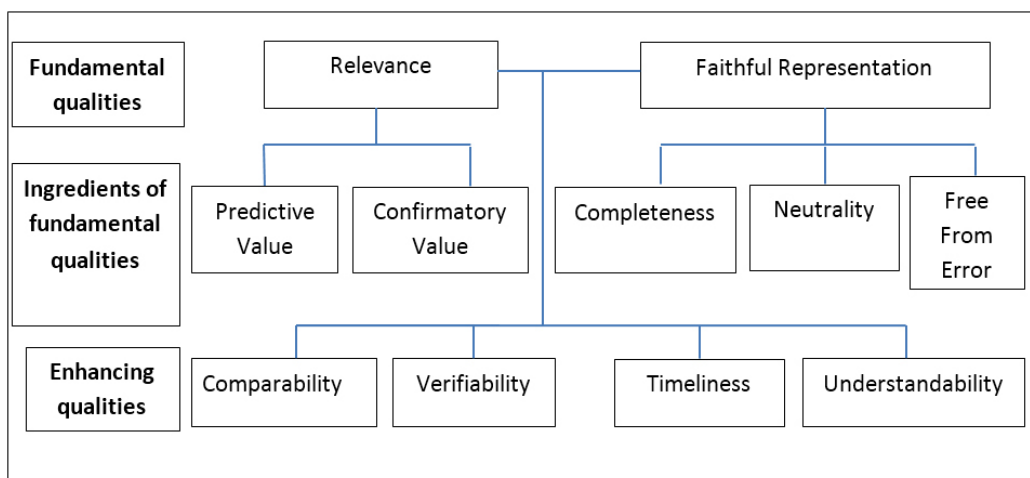 Fundamental
qualities
Relevance
Faithful Representation
Ingredients of
fundamental
qualities
Predictive
Value
Confirmatory
Value
Completeness
Neutrality
Free
From
Error
Enhancing
qualities
Comparability
Verifiability
Timeliness
Understandability